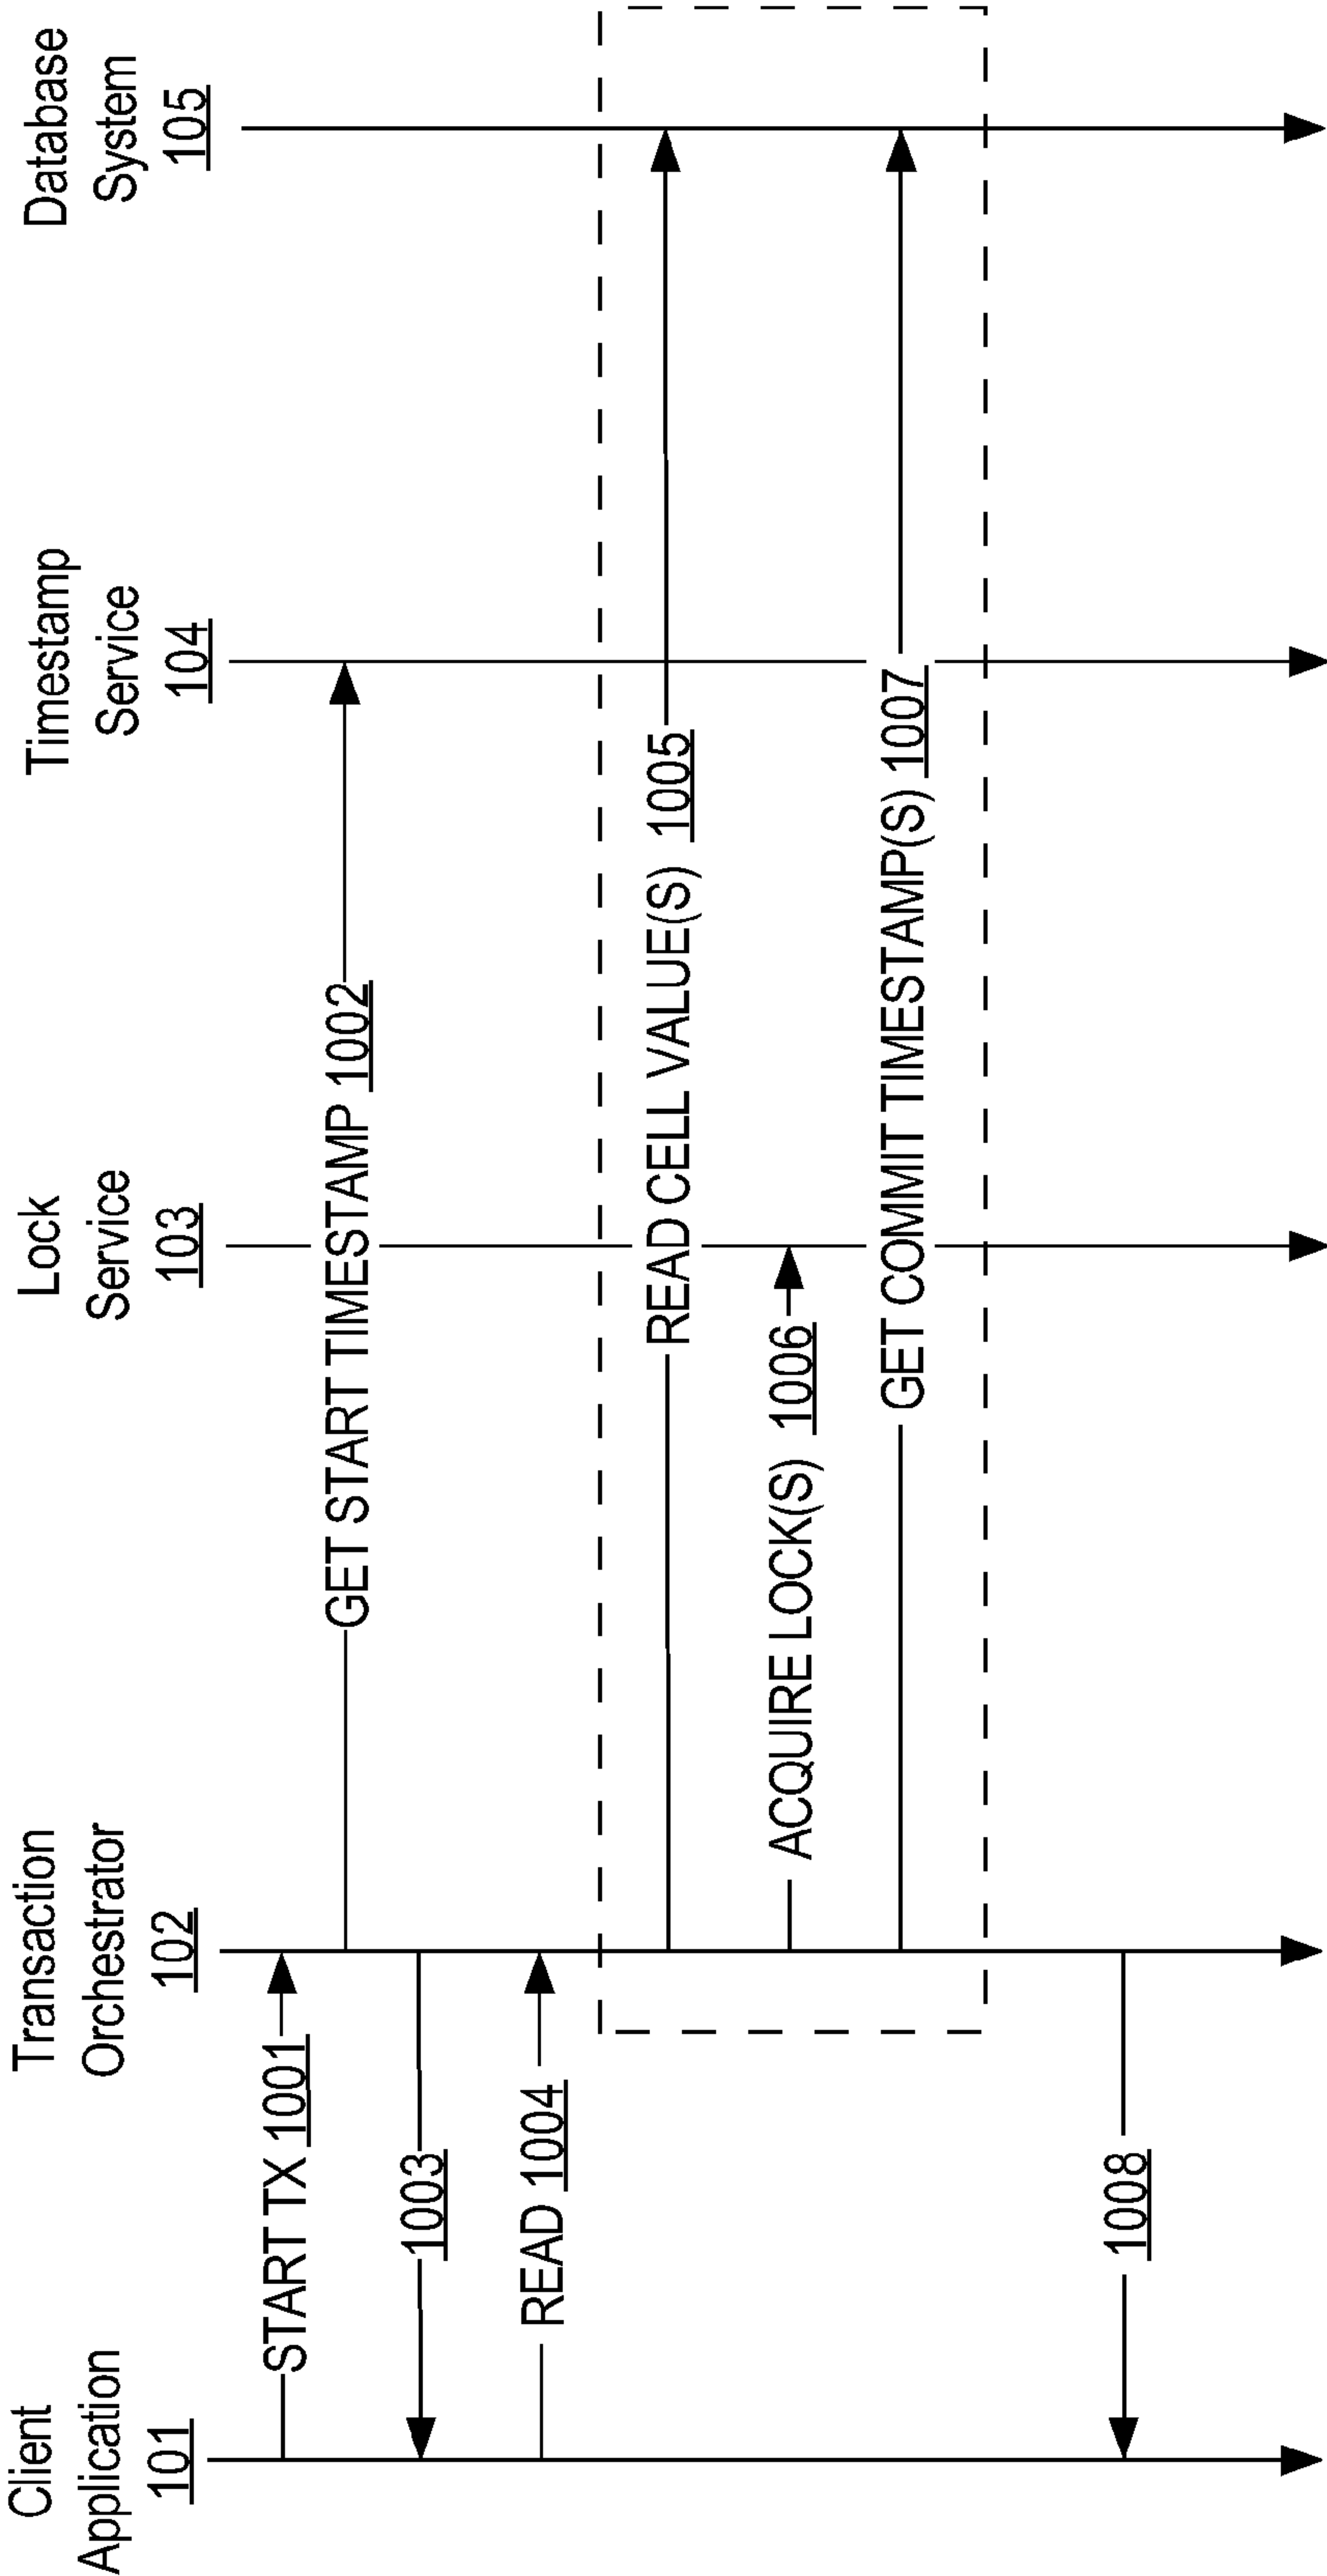 Client
Application
101
Transaction
Orchestrator
102
Lock
Service
103
Timestamp
Service
104
Database
System
105
START TX 1001
GET START TIMESTAMP 1002
1003
READ 1004
READ CELL VALUE(S) 1005
ACQUIRE LOCK(S) 1006
GET COMMIT TIMESTAMP(S) 1007
1008